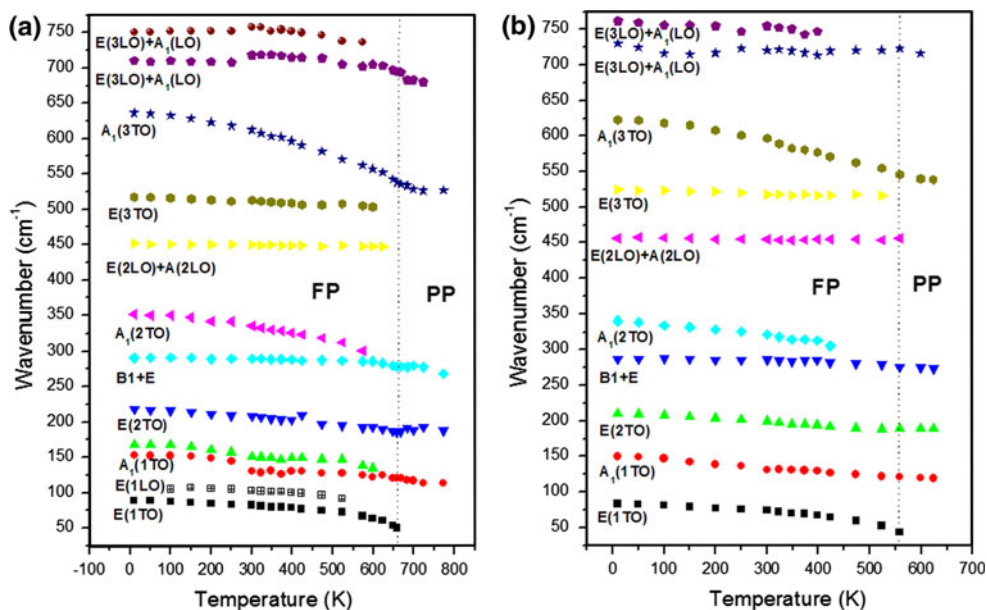 (a)
750
700
650
600
550
500
450
400
350
300
250
200
150
100
50
Wavenumber (cm-1)
E(3LO)+A1(LO)
E(3LO)+A1(LO)
A1(3TO)
E(3TO)
E(2LO)+A(2LO)
FP
PP
A1(2TO)
B1+E
E(2TO)
A1(1TO)
E(1LO)
E(1TO)
-100 0 100 200 300 400 500 600 700 800
Temperature (K)
(b)
750
700
650
600
550
500
450
400
350
300
250
200
150
100
50
Wavenumber (cm-1)
E(3LO)+A1(LO)
E(3LO)+A1(LO)
A1(3TO)
E(3TO)
E(2LO)+A(2LO)
FP
PP
A1(2TO)
B1+E
E(2TO)
A1(1TO)
E(1TO)
0 100 200 300 400 500 600 700
Temperature (K)